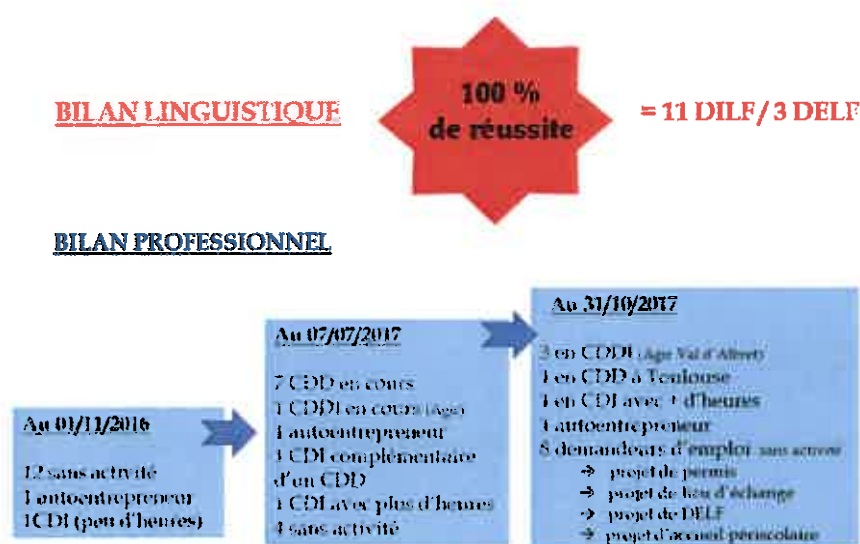 BILAN LINGUISTIQUE
100 %
de réussite
= 11 DILF/ 3 DELF
BILAN PROFESSIONNEL
Au 01/11/2016
12 sans activité
1 autoentrepreneur
1CDI (peu d'heures)
Au 07/07/2017
7 CDD en cours
1 CDDI en cours (Agir)
1 autoentrepreneur
1 CDI complémentaire
d'un CDD
1 CDI avec plus d'heures
4 sans activité
Au 31/10/2017
3 en CDDI (Agir Val d'Albret)
1 en CDD à Toulouse
1 en CDI avec + d'heures
1 autoentrepreneur
8 demandeurs d'emploi sans activité
→ projet de permis
→ projet de lieu d'échange
→ projet de DELF
→ projet d'accueil périscolaire